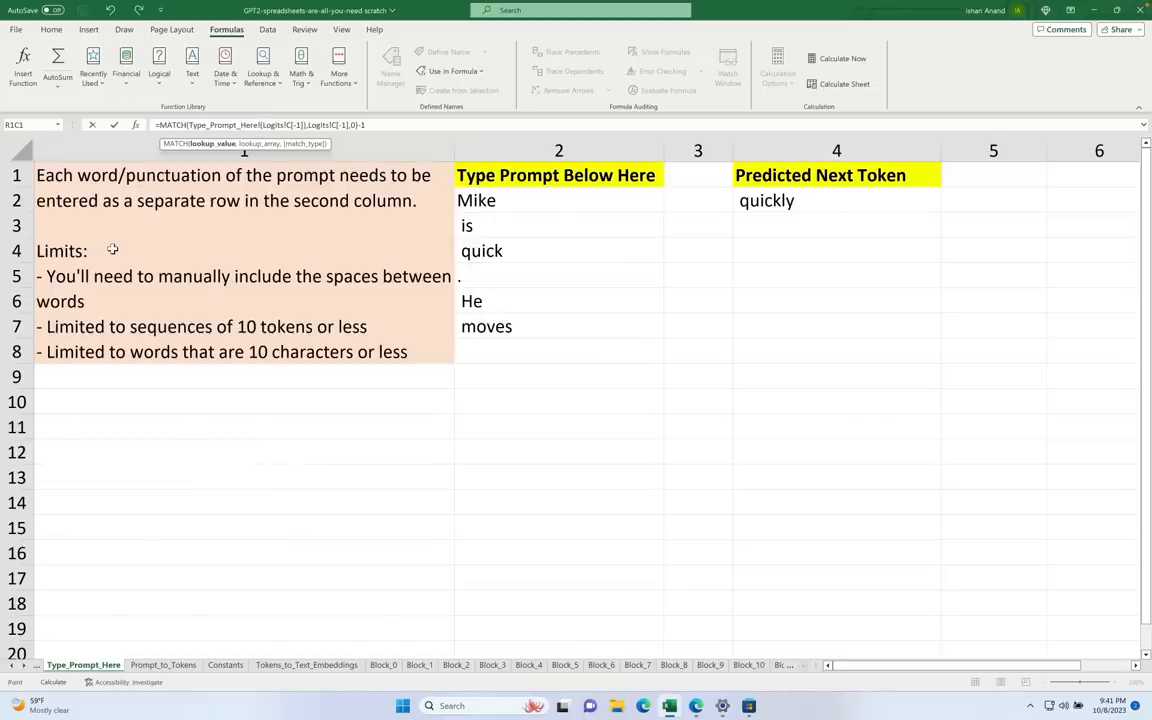 AutoSave Off
GPT2-spreadsheets-are-all-you-need scratch
Search
Ishan Anand IA
File Home Insert Draw Page Layout Formulas Data Review View Help
Comments Share
Insert Function
AutoSum
Recently Used
Financial
Logical
Text
Date & Time
Lookup & Reference
Math & Trig
More Functions
Function Library
Name Manager
Define Name
Use in Formula
Create from Selection
Defined Names
Trace Precedents
Trace Dependents
Remove Arrows
Show Formulas
Error Checking
Evaluate Formula
Formula Auditing
Watch Window
Calculation Options
Calculate Now
Calculate Sheet
Calculation
R1C1 fx =MATCH(Type_Prompt_Here!(Logits!C[-1]),Logits!C[-1],0)-1
MATCH(lookup_value, lookup_array, [match_type])
1 2 3 4 5 6
1 Each word/punctuation of the prompt needs to be Type Prompt Below Here Predicted Next Token
2 entered as a separate row in the second column. Mike quickly
3 is
4 Limits: quick
5 - You'll need to manually include the spaces between .
6 words He
7 - Limited to sequences of 10 tokens or less moves
8 - Limited to words that are 10 characters or less
9
10
11
12
13
14
15
16
17
18
19
20
... Type_Prompt_Here Prompt_to_Tokens Constants Tokens_to_Text_Embeddings Block_0 Block_1 Block_2 Block_3 Block_4 Block_5 Block_6 Block_7 Block_8 Block_9 Block_10 Blc ...
Point Calculate Accessibility: Investigate 200%
59°F
Mostly clear
Search
9:41 PM
10/8/2023
2